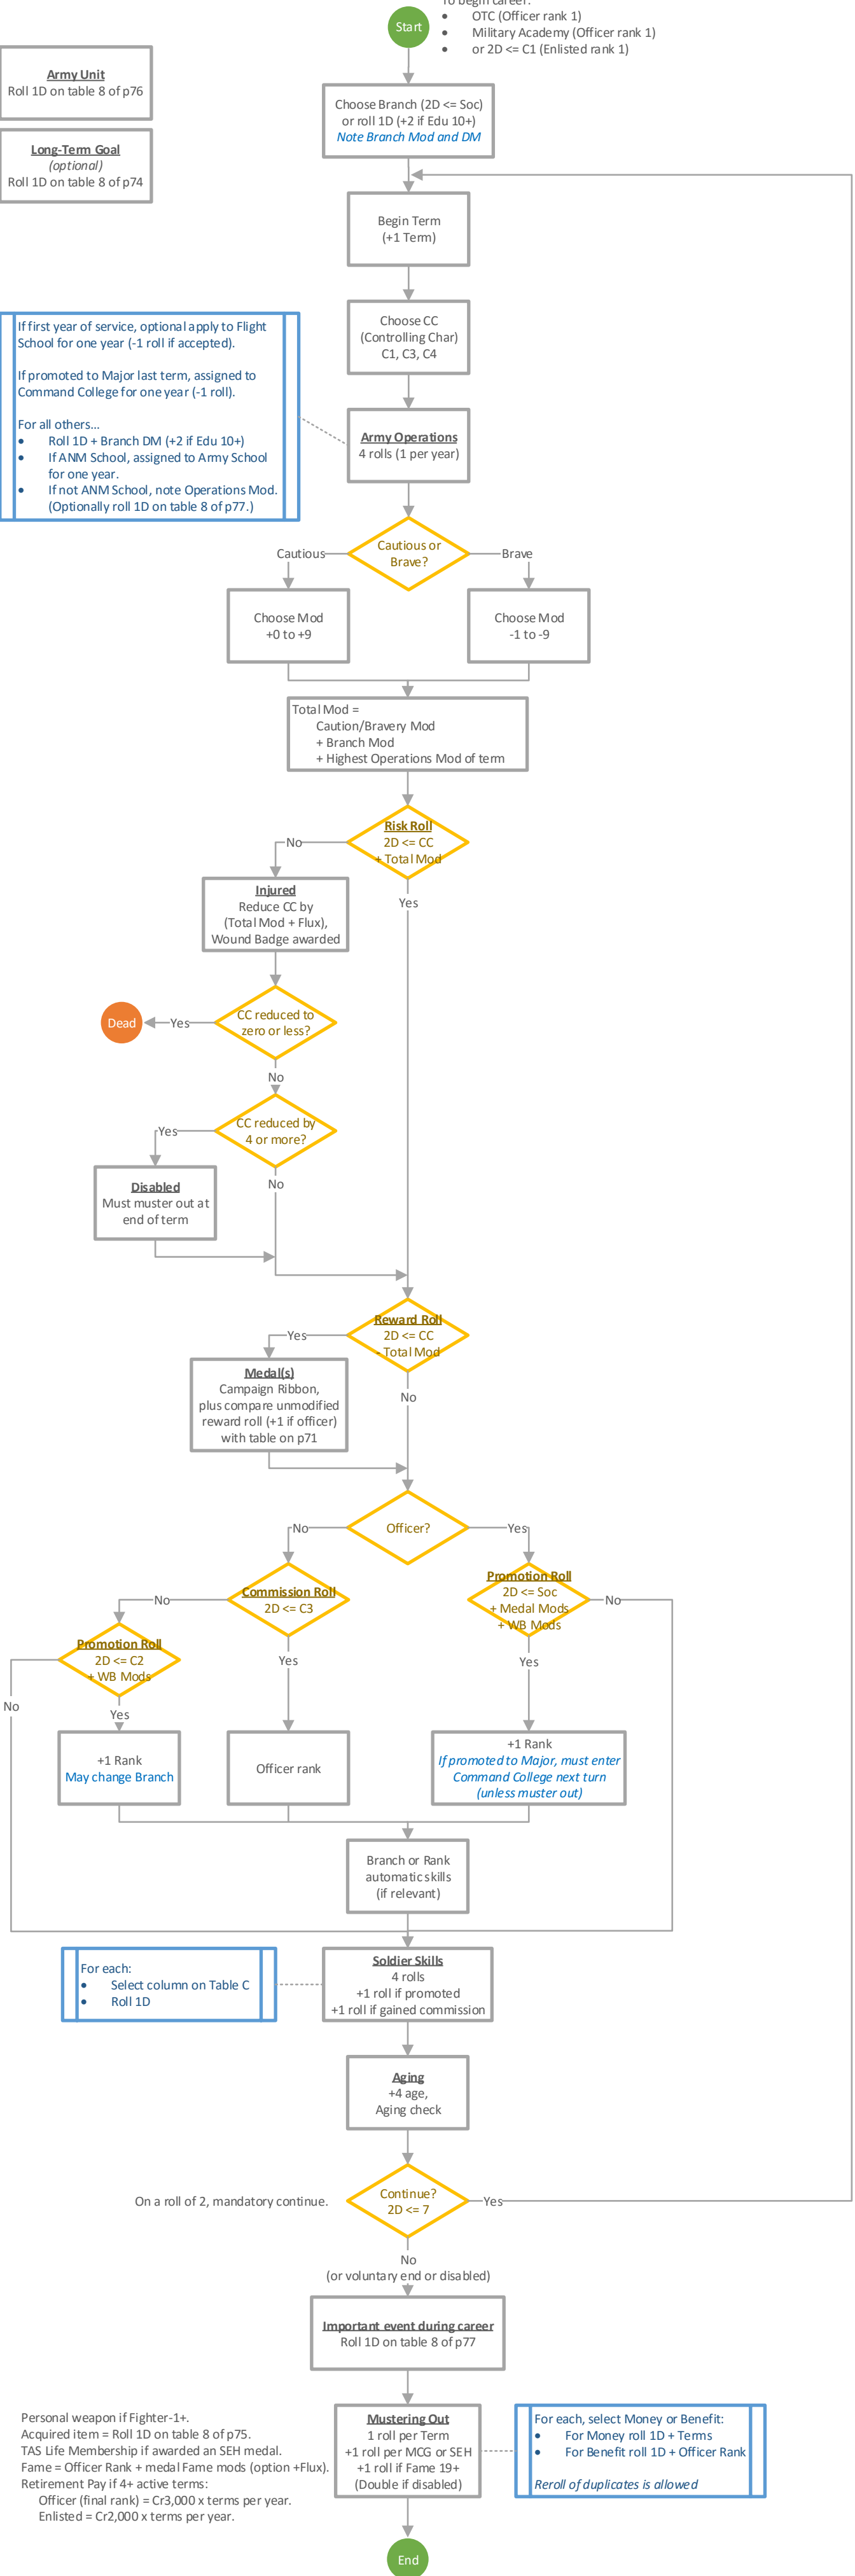 To begin career:
Start
• OTC (Officer rank 1)
• Military Academy (Officer rank 1)
• or 2D <= C1 (Enlisted rank 1)
Army Unit
Roll 1D on table 8 of p76
Long-Term Goal
(optional)
Roll 1D on table 8 of p74
Choose Branch (2D <= Soc)
or roll 1D (+2 if Edu 10+)
Note Branch Mod and DM
Begin Term
(+1 Term)
Choose CC
(Controlling Char)
C1, C3, C4
If first year of service, optional apply to Flight
School for one year (-1 roll if accepted).
If promoted to Major last term, assigned to
Command College for one year (-1 roll).
For all others...
• Roll 1D + Branch DM (+2 if Edu 10+)
• If ANM School, assigned to Army School
for one year.
• If not ANM School, note Operations Mod.
(Optionally roll 1D on table 8 of p77.)
Army Operations
4 rolls (1 per year)
Cautious or
Brave?
Cautious
Brave
Choose Mod
+0 to +9
Choose Mod
-1 to -9
Total Mod =
Caution/Bravery Mod
+ Branch Mod
+ Highest Operations Mod of term
Risk Roll
2D <= CC
+ Total Mod
No
Yes
Injured
Reduce CC by
(Total Mod + Flux),
Wound Badge awarded
CC reduced to
zero or less?
Yes
Dead
No
CC reduced by
4 or more?
Yes
No
Disabled
Must muster out at
end of term
Reward Roll
2D <= CC
- Total Mod
Yes
No
Medal(s)
Campaign Ribbon,
plus compare unmodified
reward roll (+1 if officer)
with table on p71
Officer?
No
Yes
Commission Roll
2D <= C3
No
Yes
Promotion Roll
2D <= Soc
+ Medal Mods
+ WB Mods
No
Yes
Promotion Roll
2D <= C2
+ WB Mods
No
Yes
+1 Rank
May change Branch
Officer rank
+1 Rank
If promoted to Major, must enter
Command College next turn
(unless muster out)
Branch or Rank
automatic skills
(if relevant)
For each:
• Select column on Table C
• Roll 1D
Soldier Skills
4 rolls
+1 roll if promoted
+1 roll if gained commission
Aging
+4 age,
Aging check
On a roll of 2, mandatory continue.
Continue?
2D <= 7
Yes
No
(or voluntary end or disabled)
Important event during career
Roll 1D on table 8 of p77
Personal weapon if Fighter-1+.
Acquired item = Roll 1D on table 8 of p75.
TAS Life Membership if awarded an SEH medal.
Fame = Officer Rank + medal Fame mods (option +Flux).
Retirement Pay if 4+ active terms:
Officer (final rank) = Cr3,000 x terms per year.
Enlisted = Cr2,000 x terms per year.
Mustering Out
1 roll per Term
+1 roll per MCG or SEH
+1 roll if Fame 19+
(Double if disabled)
For each, select Money or Benefit:
• For Money roll 1D + Terms
• For Benefit roll 1D + Officer Rank
Reroll of duplicates is allowed
End